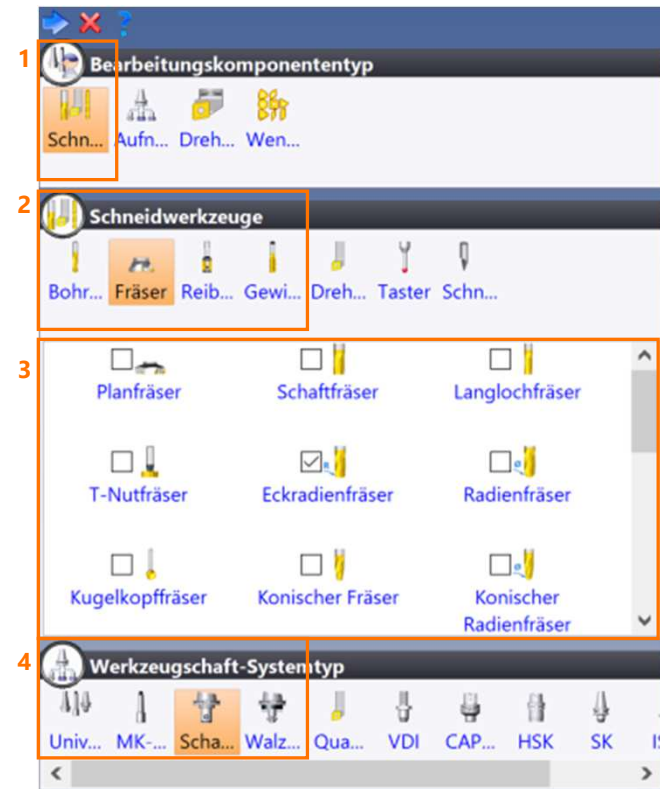 ?
1
Bearbeitungskomponententyp
Schn... Aufn... Dreh... Wen...
2
Schneidwerkzeuge
Bohr... Fräser Reib... Gewi... Dreh... Taster Schn...
3
Planfräser Schaftfräser Langlochfräser
T-Nutfräser Eckradienfräser Radienfräser
Kugelkopffräser Konischer Fräser Konischer
Radienfräser
4
Werkzeugschaft-Systemtyp
Univ... MK-... Scha... Walz... Qua... VDI CAP... HSK SK